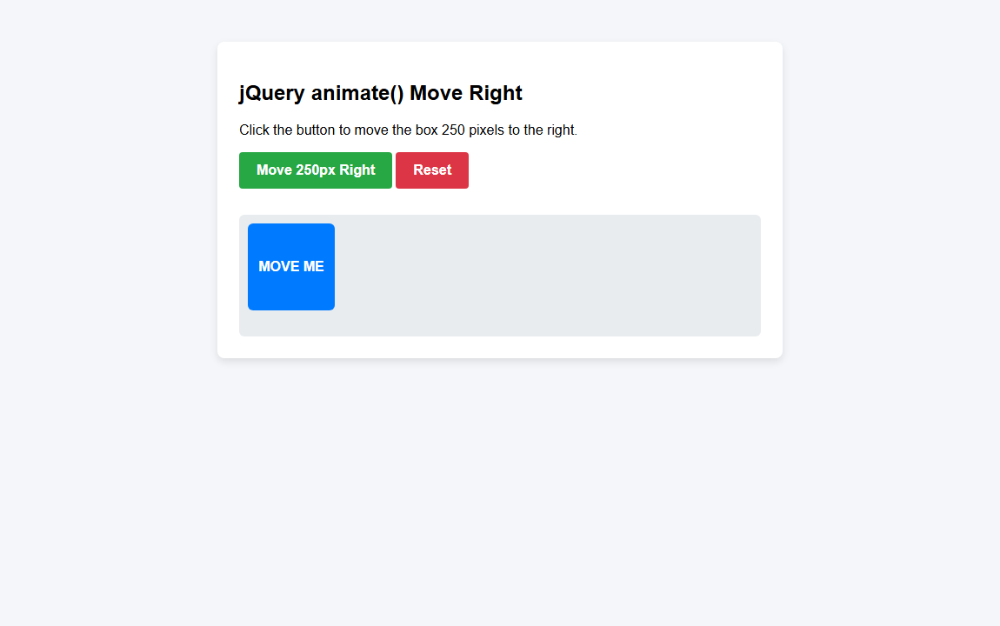 jQuery animate() Move Right
Click the button to move the box 250 pixels to the right.
Move 250px Right Reset
MOVE ME